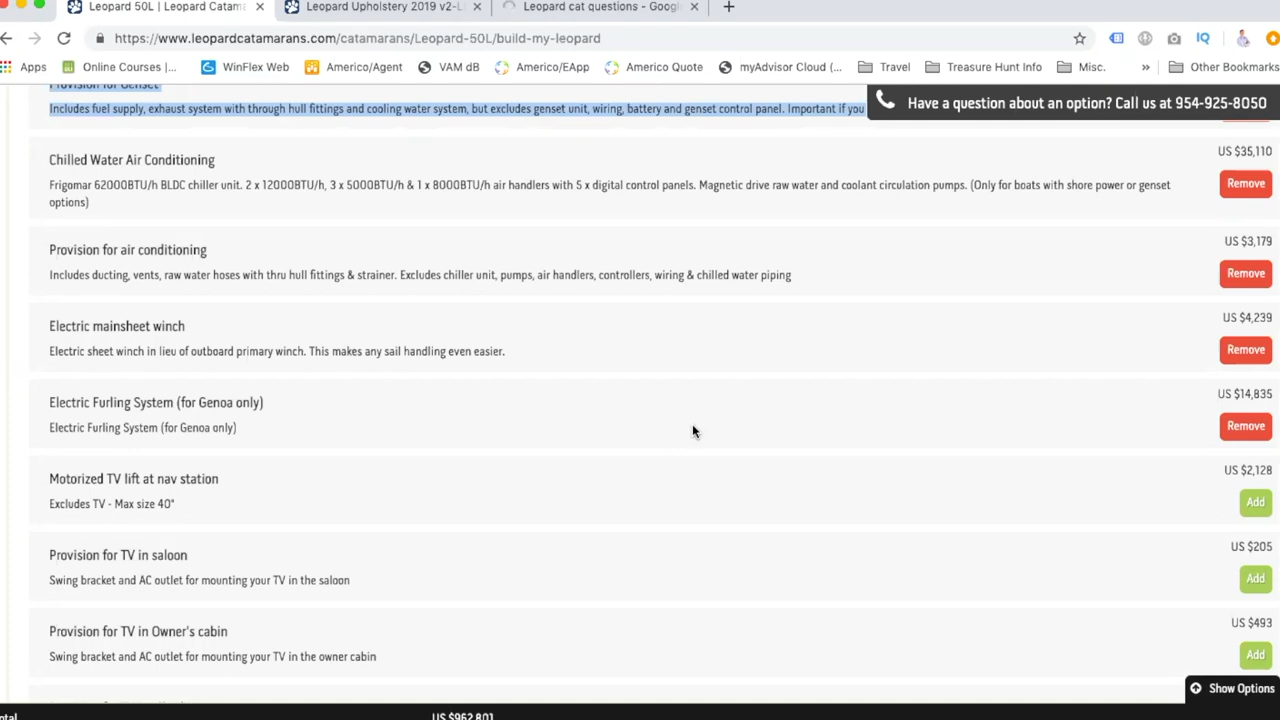 Leopard 50L | Leopard Catama
Leopard Upholstery 2019 v2-L
Leopard cat questions - Google
https://www.leopardcatamarans.com/catamarans/Leopard-50L/build-my-leopard
Apps
Online Courses |...
WinFlex Web
Americo/Agent
VAM dB
Americo/EApp
Americo Quote
myAdvisor Cloud (...
Travel
Treasure Hunt Info
Misc.
»
Other Bookmarks
Provision for Genset
Includes fuel supply, exhaust system with through hull fittings and cooling water system, but excludes genset unit, wiring, battery and genset control panel. Important if you
Have a question about an option? Call us at 954-925-8050
Chilled Water Air Conditioning
US $35,110
Frigomar 62000BTU/h BLDC chiller unit. 2 x 12000BTU/h, 3 x 5000BTU/h & 1 x 8000BTU/h air handlers with 5 x digital control panels. Magnetic drive raw water and coolant circulation pumps. (Only for boats with shore power or genset
options)
Remove
Provision for air conditioning
US $3,179
Includes ducting, vents, raw water hoses with thru hull fittings & strainer. Excludes chiller unit, pumps, air handlers, controllers, wiring & chilled water piping
Remove
Electric mainsheet winch
US $4,239
Electric sheet winch in lieu of outboard primary winch. This makes any sail handling even easier.
Remove
Electric Furling System (for Genoa only)
US $14,835
Electric Furling System (for Genoa only)
Remove
Motorized TV lift at nav station
US $2,128
Excludes TV - Max size 40"
Add
Provision for TV in saloon
US $205
Swing bracket and AC outlet for mounting your TV in the saloon
Add
Provision for TV in Owner's cabin
US $493
Swing bracket and AC outlet for mounting your TV in the owner cabin
Add
Show Options
otal
US $962,801